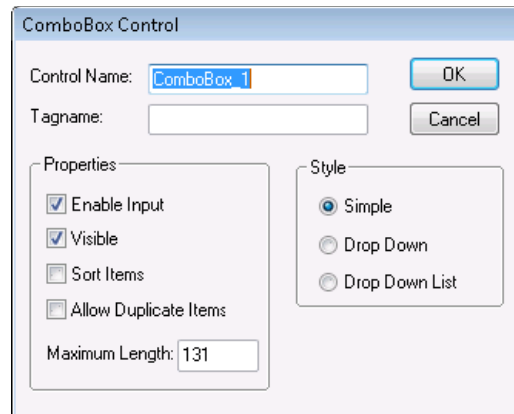 ComboBox Control
Control Name: ComboBox_1 OK
Tagname: Cancel
Properties
Enable Input
Visible
Sort Items
Allow Duplicate Items
Maximum Length: 131
Style
Simple
Drop Down
Drop Down List